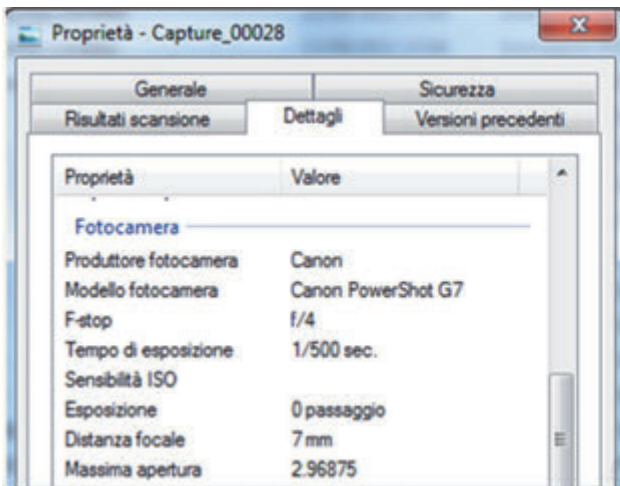 Proprietà - Capture_00028
Generale Sicurezza
Risultati scansione Dettagli Versioni precedenti
Proprietà Valore
Fotocamera
Produttore fotocamera Canon
Modello fotocamera Canon PowerShot G7
F-stop f/4
Tempo di esposizione 1/500 sec.
Sensibilità ISO
Esposizione 0 passaggio
Distanza focale 7 mm
Massima apertura 2.96875